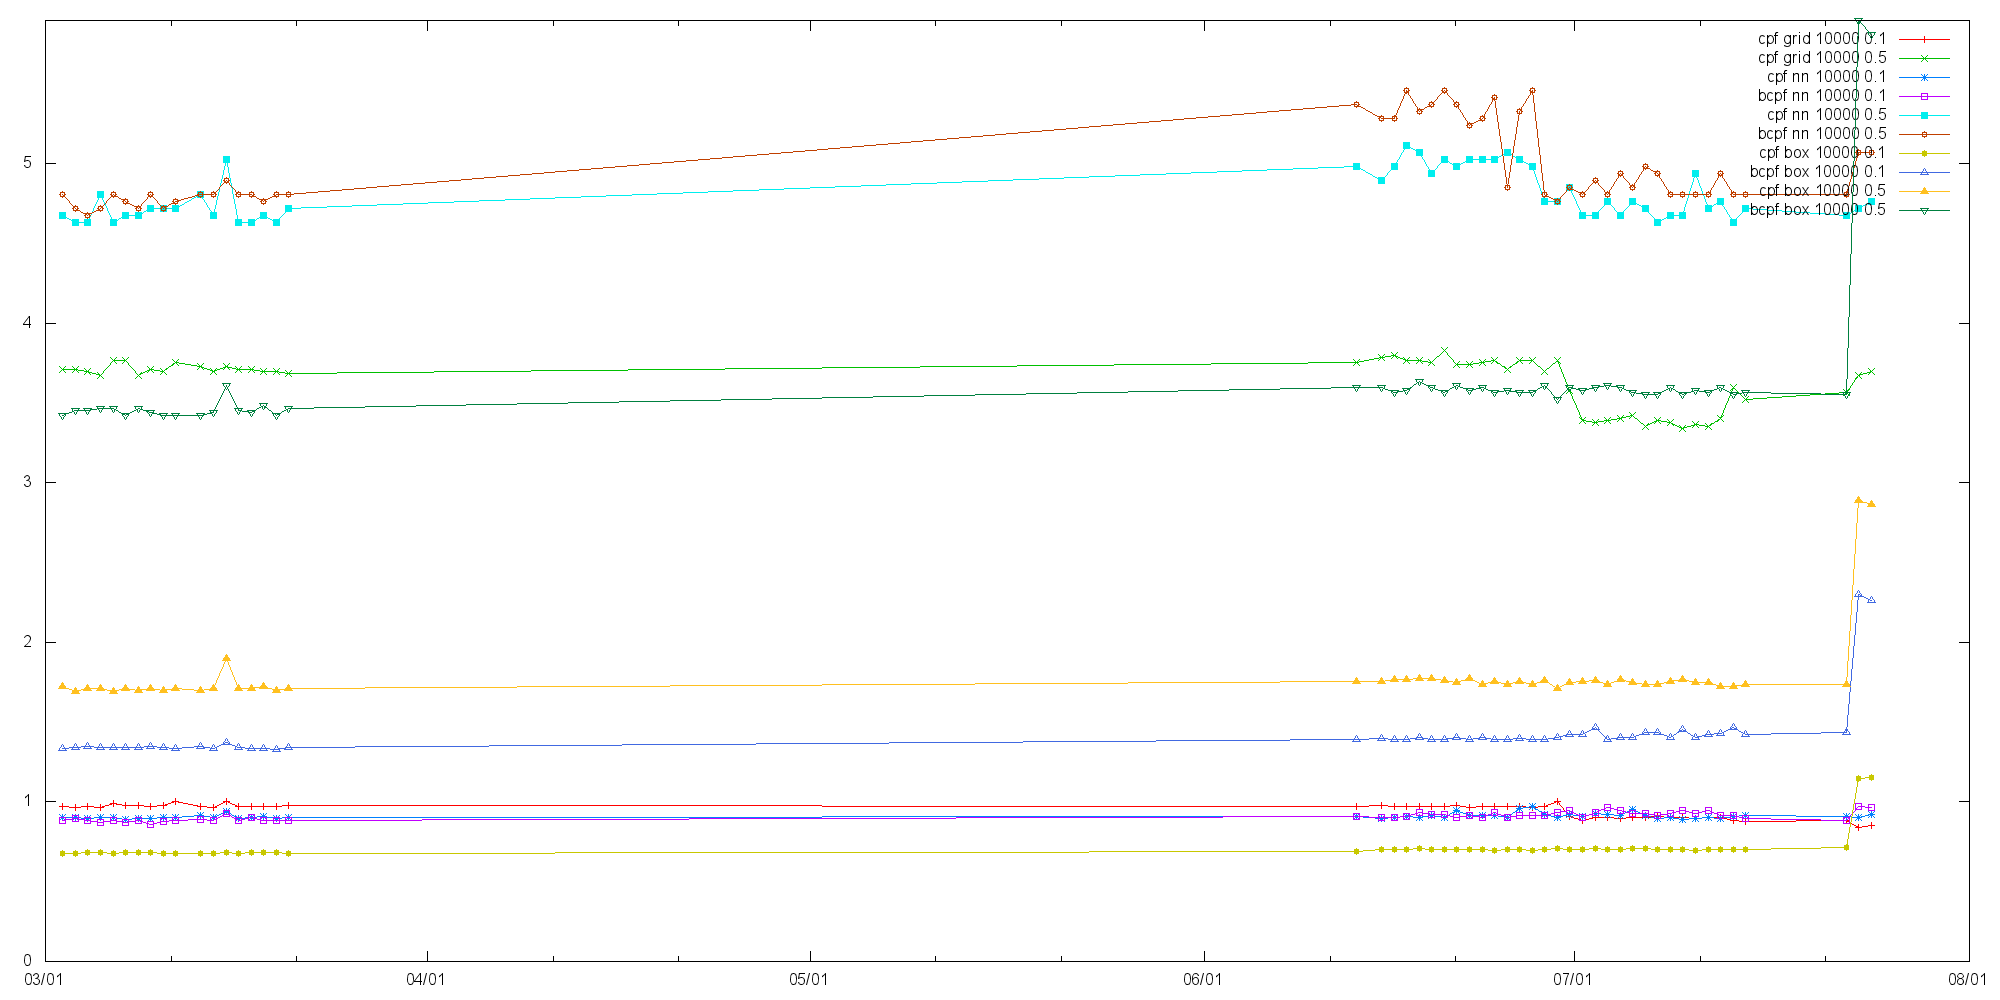 cpf grid 10000 0.1
cpf grid 10000 0.5
cpf nn 10000 0.1
bcpf nn 10000 0.1
cpf nn 10000 0.5
bcpf nn 10000 0.5
cpf box 10000 0.1
bcpf box 10000 0.1
cpf box 10000 0.5
bcpf box 10000 0.5
5
4
3
2
1
0
03/01 04/01 05/01 06/01 07/01 08/01